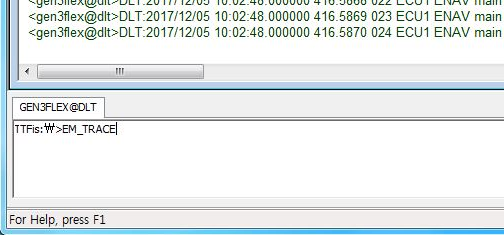 <gen3flex@dlt>DLT:2017/12/05 10:02:48.000000 416.5868 022 ECU1 ENAV main
<gen3flex@dlt>DLT:2017/12/05 10:02:48.000000 416.5869 023 ECU1 ENAV main
<gen3flex@dlt>DLT:2017/12/05 10:02:48.000000 416.5870 024 ECU1 ENAV main
GEN3FLEX@DLT
TTFis:₩>EM_TRACE
For Help, press F1